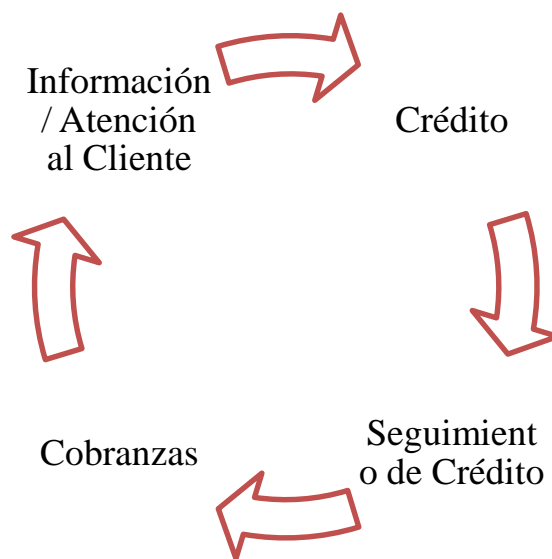 Información
/ Atención
al Cliente
Crédito
Seguimient
o de Crédito
Cobranzas